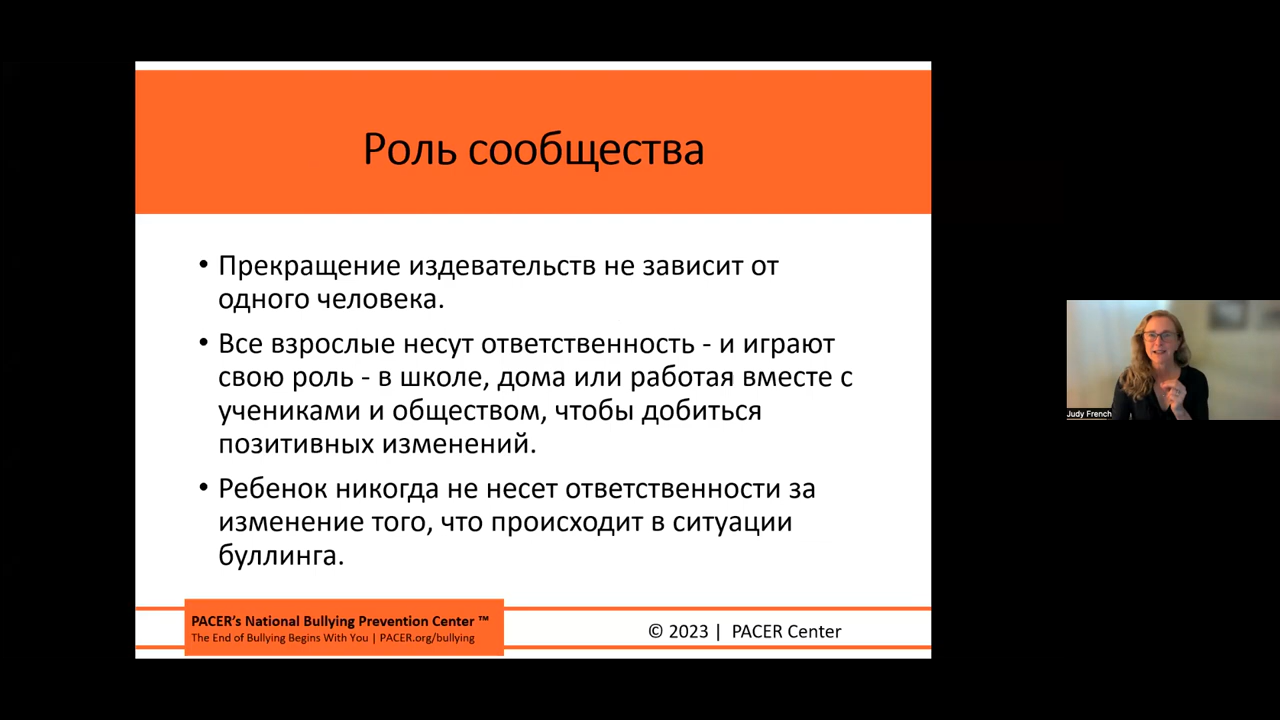 Роль сообщества
• Прекращение издевательств не зависит от
одного человека.
• Все взрослые несут ответственность - и играют
свою роль - в школе, дома или работая вместе с
учениками и обществом, чтобы добиться
позитивных изменений.
• Ребенок никогда не несет ответственности за
изменение того, что происходит в ситуации
буллинга.
PACER’s National Bullying Prevention Center ™
The End of Bullying Begins With You | PACER.org/bullying
© 2023 | PACER Center
Judy French